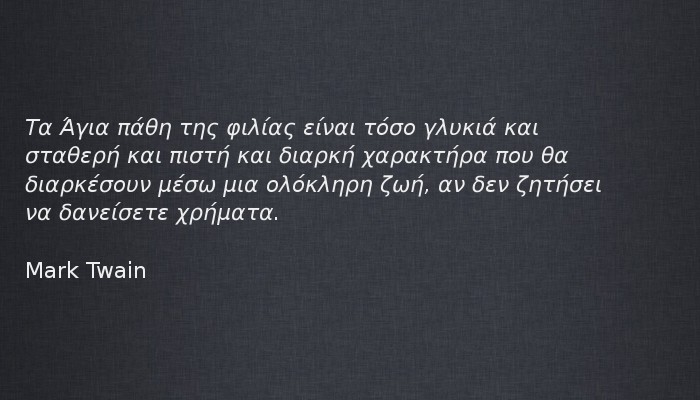 Τα Άγια πάθη της φιλίας είναι τόσο γλυκιά και
σταθερή και πιστή και διαρκή χαρακτήρα που θα
διαρκέσουν μέσω μια ολόκληρη ζωή, αν δεν ζητήσει
να δανείσετε χρήματα.
Mark Twain